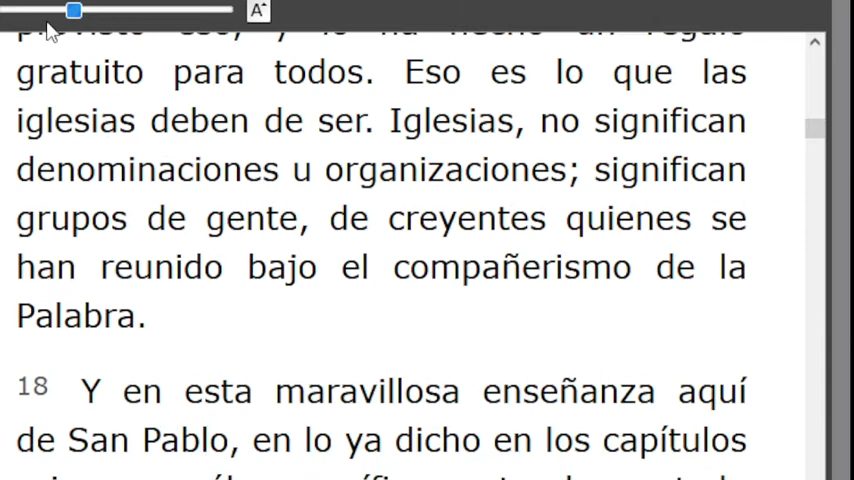 A
gratuito para todos. Eso es lo que las
iglesias deben de ser. Iglesias, no significan
denominaciones u organizaciones; significan
grupos de gente, de creyentes quienes se
han reunido bajo el compañerismo de la
Palabra.
18 Y en esta maravillosa enseñanza aquí
de San Pablo, en lo ya dicho en los capítulos